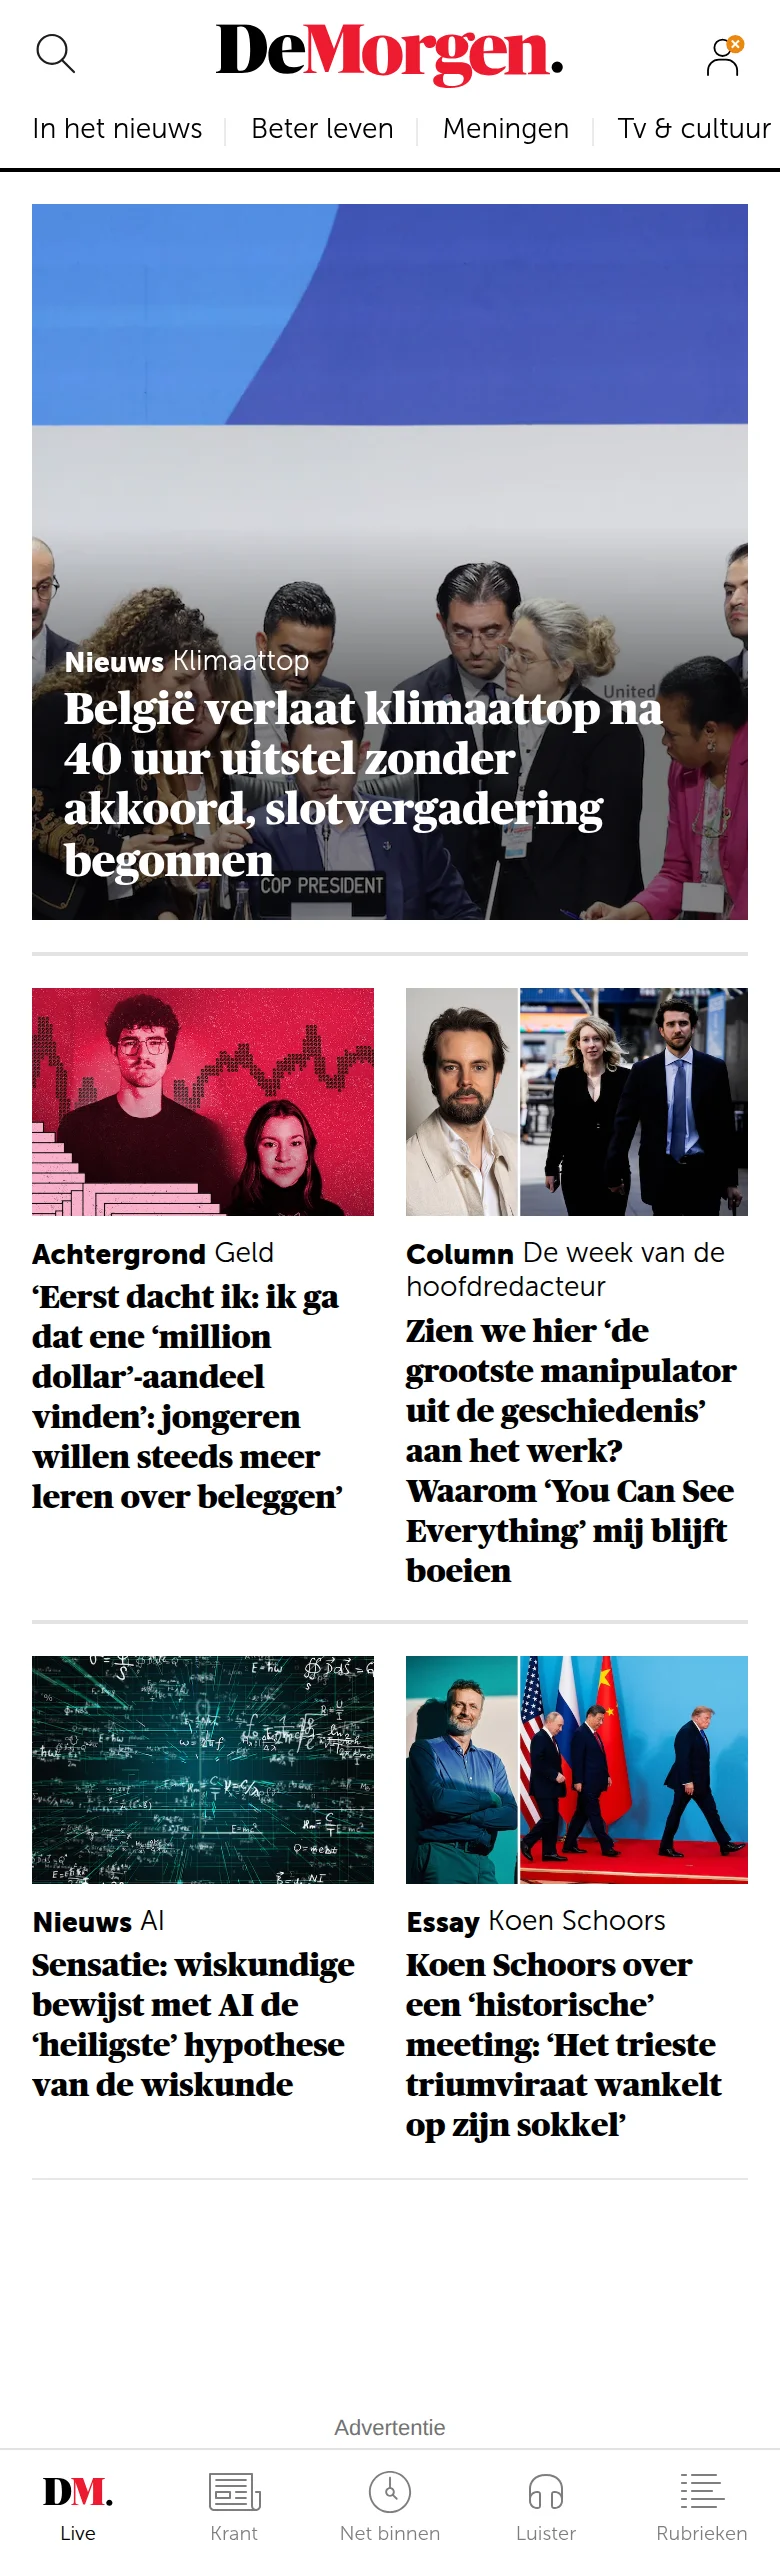 DeMorgen.
In het nieuws
Beter leven
Meningen
Tv & cultuur
United
Nieuws Klimaattop
België verlaat klimaattop na
40 uur uitstel zonder
akkoord, slotvergadering
begonnen
COP PRESIDENT
Achtergrond Geld
‘Eerst dacht ik: ik ga
dat ene ‘million
dollar’-aandeel
vinden’: jongeren
willen steeds meer
leren over beleggen’
Column De week van de
hoofdredacteur
Zien we hier ‘de
grootste manipulator
uit de geschiedenis’
aan het werk?
Waarom ‘You Can See
Everything’ mij blijft
boeien
Nieuws AI
Sensatie: wiskundige
bewijst met AI de
‘heiligste’ hypothese
van de wiskunde
Essay Koen Schoors
Koen Schoors over
een ‘historische’
meeting: ‘Het trieste
triumviraat wankelt
op zijn sokkel’
Advertentie
DM.
Live
Krant
Net binnen
Luister
Rubrieken